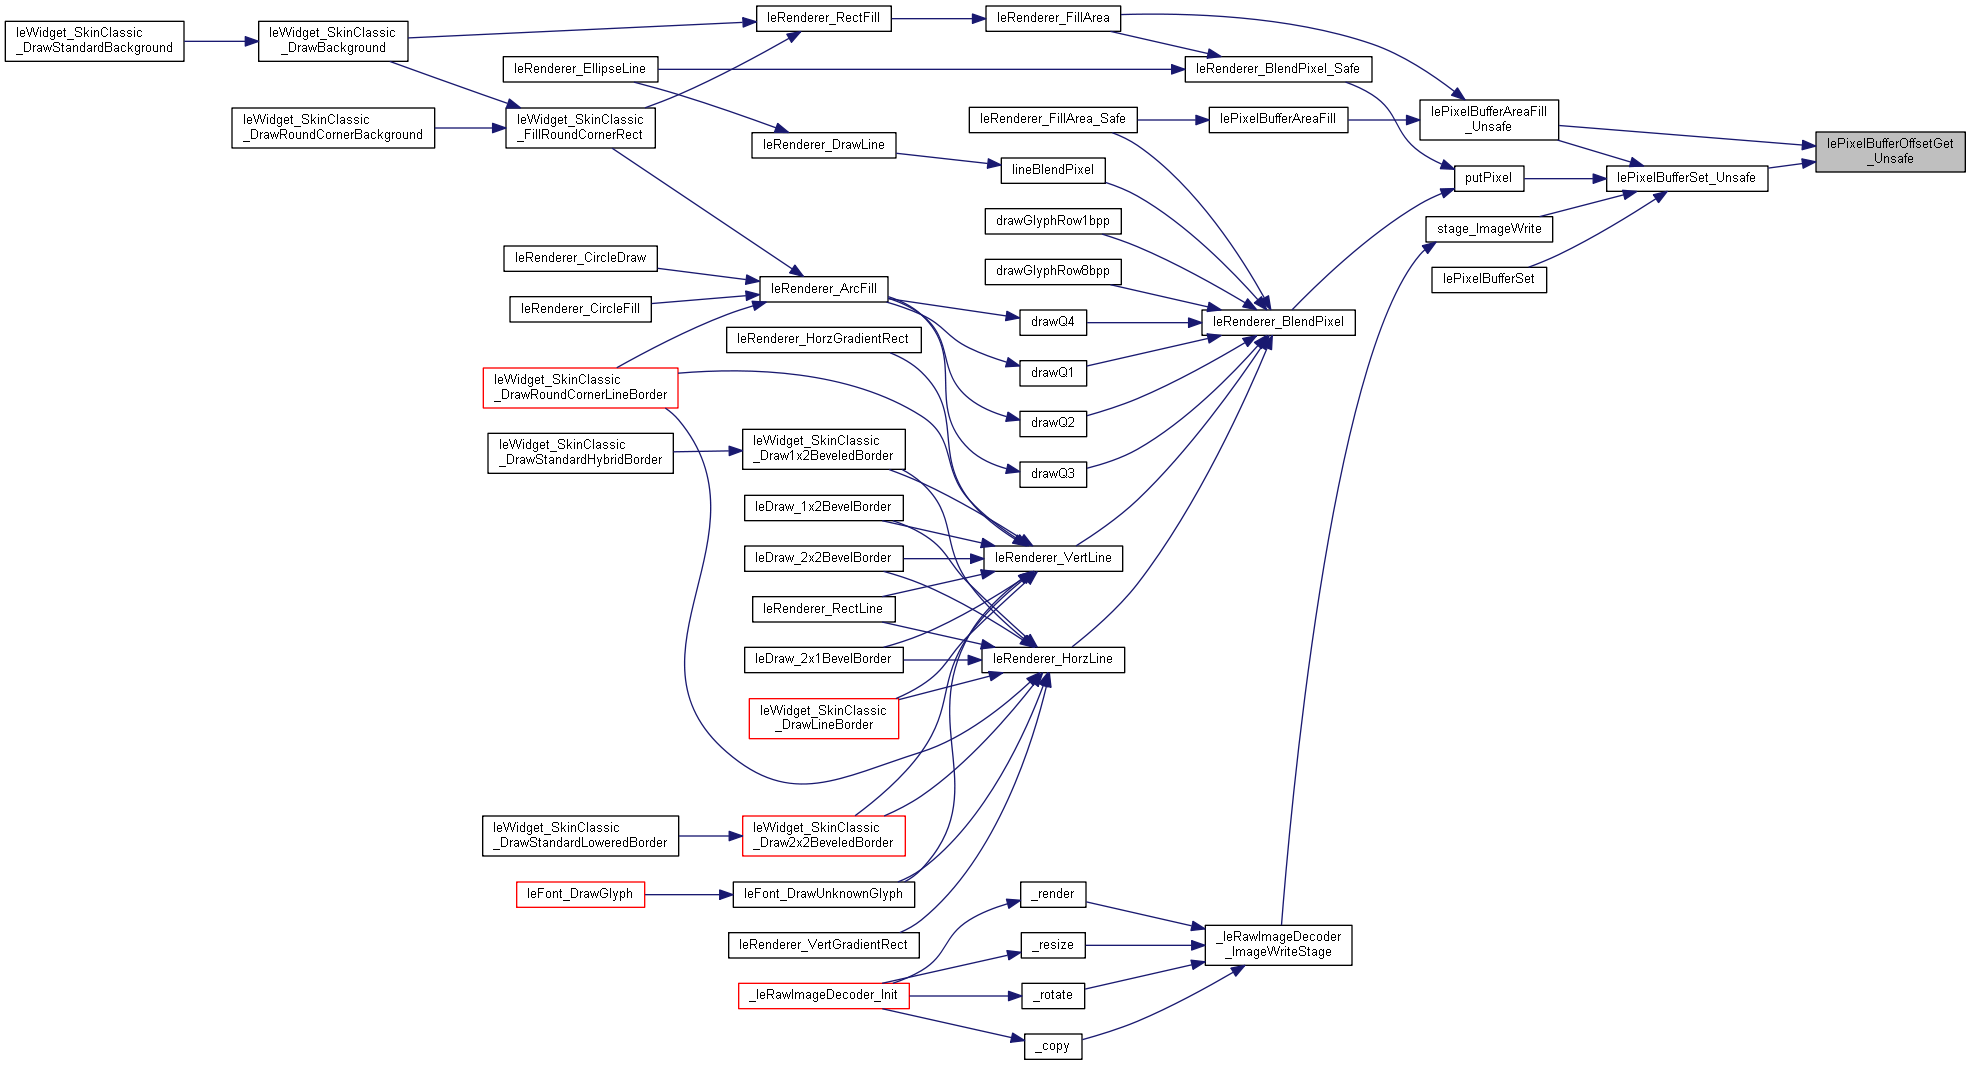 leWidget_SkinClassic
_DrawStandardBackground
leWidget_SkinClassic
_DrawBackground
leRenderer_RectFill
leRenderer_FillArea
leRenderer_EllipseLine
leRenderer_BlendPixel_Safe
leWidget_SkinClassic
_DrawRoundCornerBackground
leWidget_SkinClassic
_FillRoundCornerRect
leRenderer_DrawLine
leRenderer_FillArea_Safe
lePixelBufferAreaFill
lePixelBufferAreaFill
_Unsafe
lePixelBufferOffsetGet
_Unsafe
lineBlendPixel
putPixel
lePixelBufferSet_Unsafe
drawGlyphRow1bpp
stage_ImageWrite
leRenderer_CircleDraw
drawGlyphRow8bpp
lePixelBufferSet
leRenderer_ArcFill
leRenderer_CircleFill
drawQ4
leRenderer_BlendPixel
leRenderer_HorzGradientRect
drawQ1
leWidget_SkinClassic
_DrawRoundCornerLineBorder
drawQ2
leWidget_SkinClassic
_DrawStandardHybridBorder
leWidget_SkinClassic
_Draw1x2BeveledBorder
drawQ3
leDraw_1x2BevelBorder
leDraw_2x2BevelBorder
leRenderer_VertLine
leRenderer_RectLine
leDraw_2x1BevelBorder
leRenderer_HorzLine
leWidget_SkinClassic
_DrawLineBorder
leWidget_SkinClassic
_DrawStandardLoweredBorder
leWidget_SkinClassic
_Draw2x2BeveledBorder
leFont_DrawGlyph
leFont_DrawUnknownGlyph
_render
leRenderer_VertGradientRect
_resize
_leRawImageDecoder
_ImageWriteStage
_leRawImageDecoder_Init
_rotate
_copy